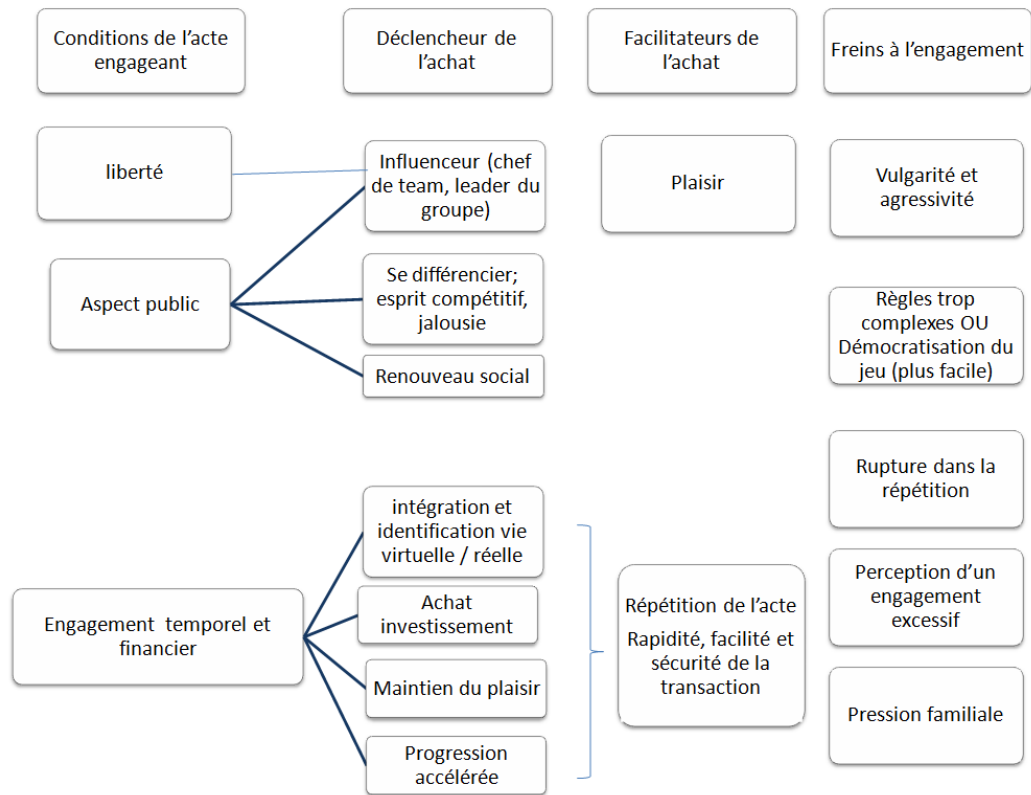 Conditions de l'acte
engageant
Déclencheur de
l'achat
Facilitateurs de
l'achat
Freins à l'engagement
liberté
Influenceur (chef
de team, leader du
groupe)
Plaisir
Vulgarité et
agressivité
Aspect public
Se différencier;
esprit compétitif,
jalousie
Renouveau social
Règles trop
complexes OU
Démocratisation du
jeu (plus facile)
Rupture dans la
répétition
Engagement temporel et
financier
intégration et
identification vie
virtuelle / réelle
Achat
investissement
Maintien du plaisir
Progression
accélérée
Répétition de l'acte
Rapidité, facilité et
sécurité de la
transaction
Perception d'un
engagement
excessif
Pression familiale